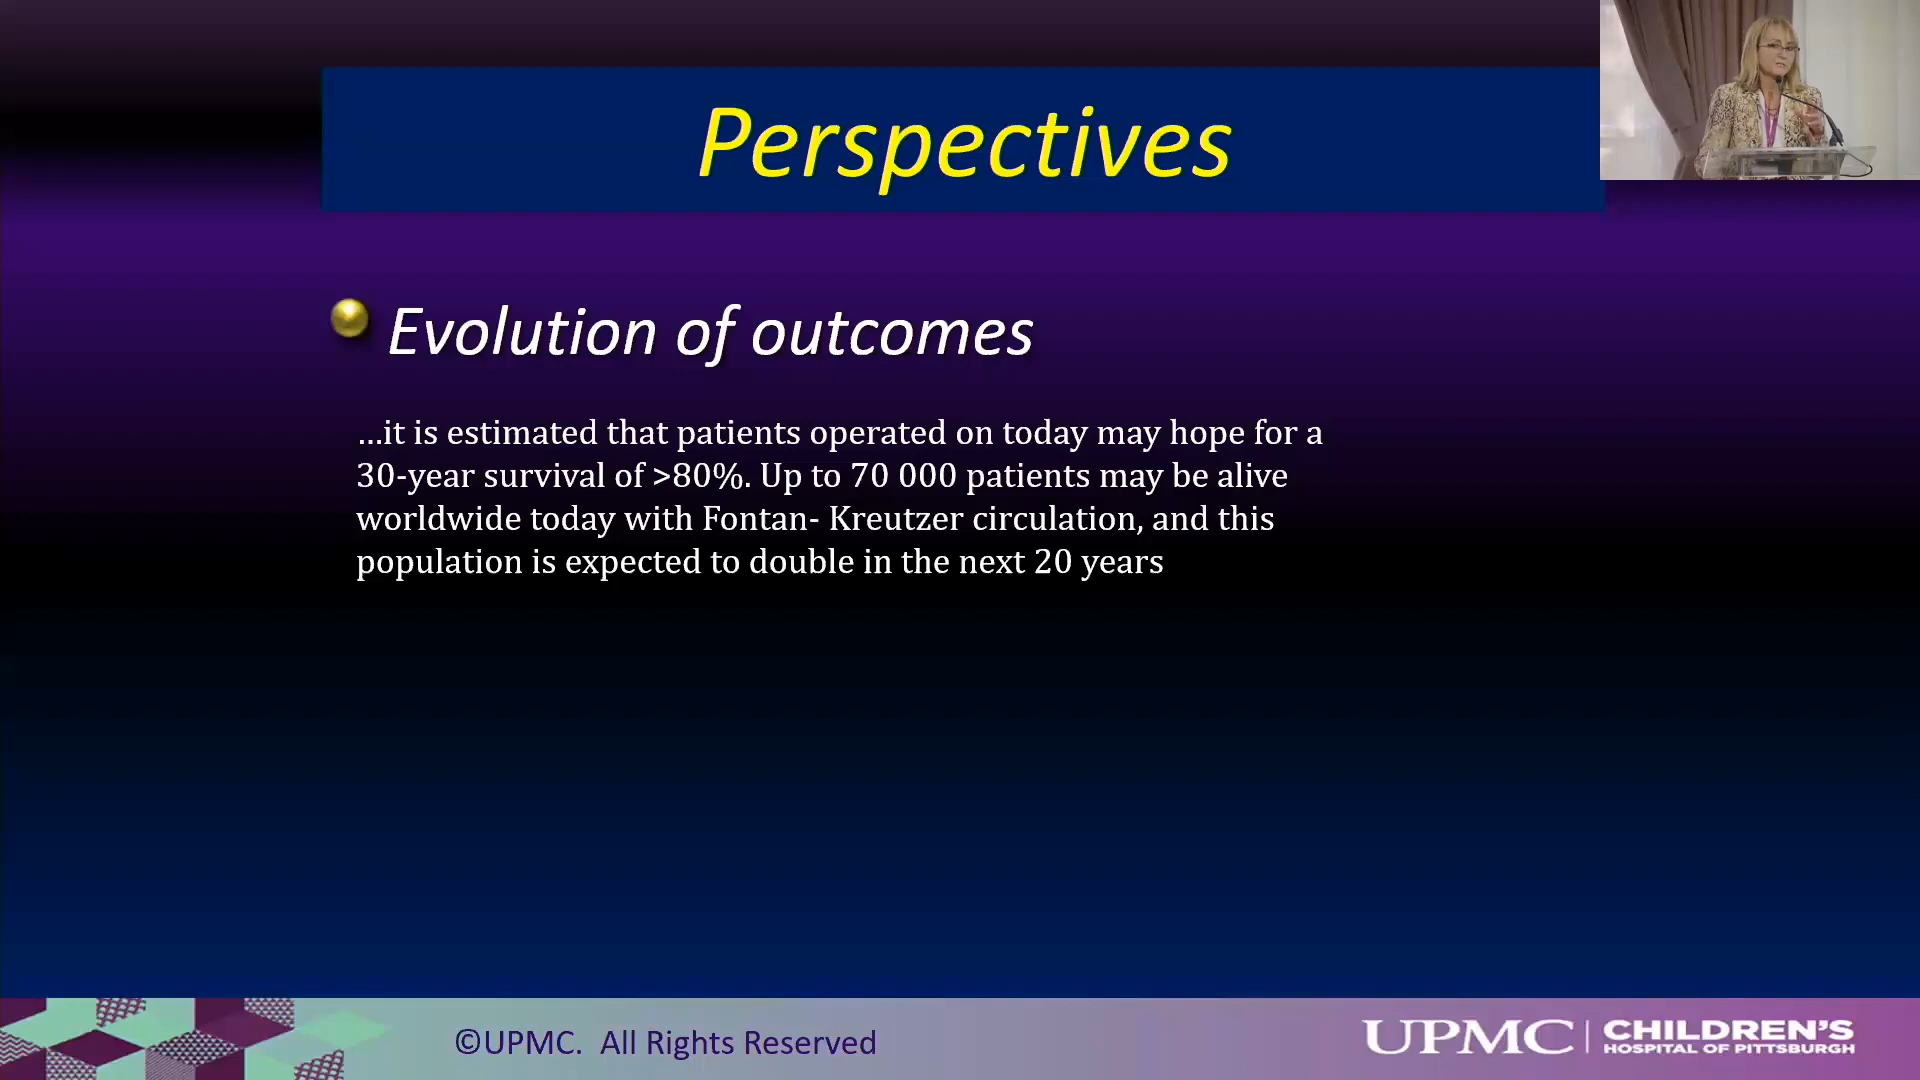 Perspectives
Evolution of outcomes
...it is estimated that patients operated on today may hope for a
30-year survival of >80%. Up to 70 000 patients may be alive
worldwide today with Fontan- Kreutzer circulation, and this
population is expected to double in the next 20 years
©UPMC. All Rights Reserved
UPMC | CHILDREN'S
HOSPITAL OF PITTSBURGH